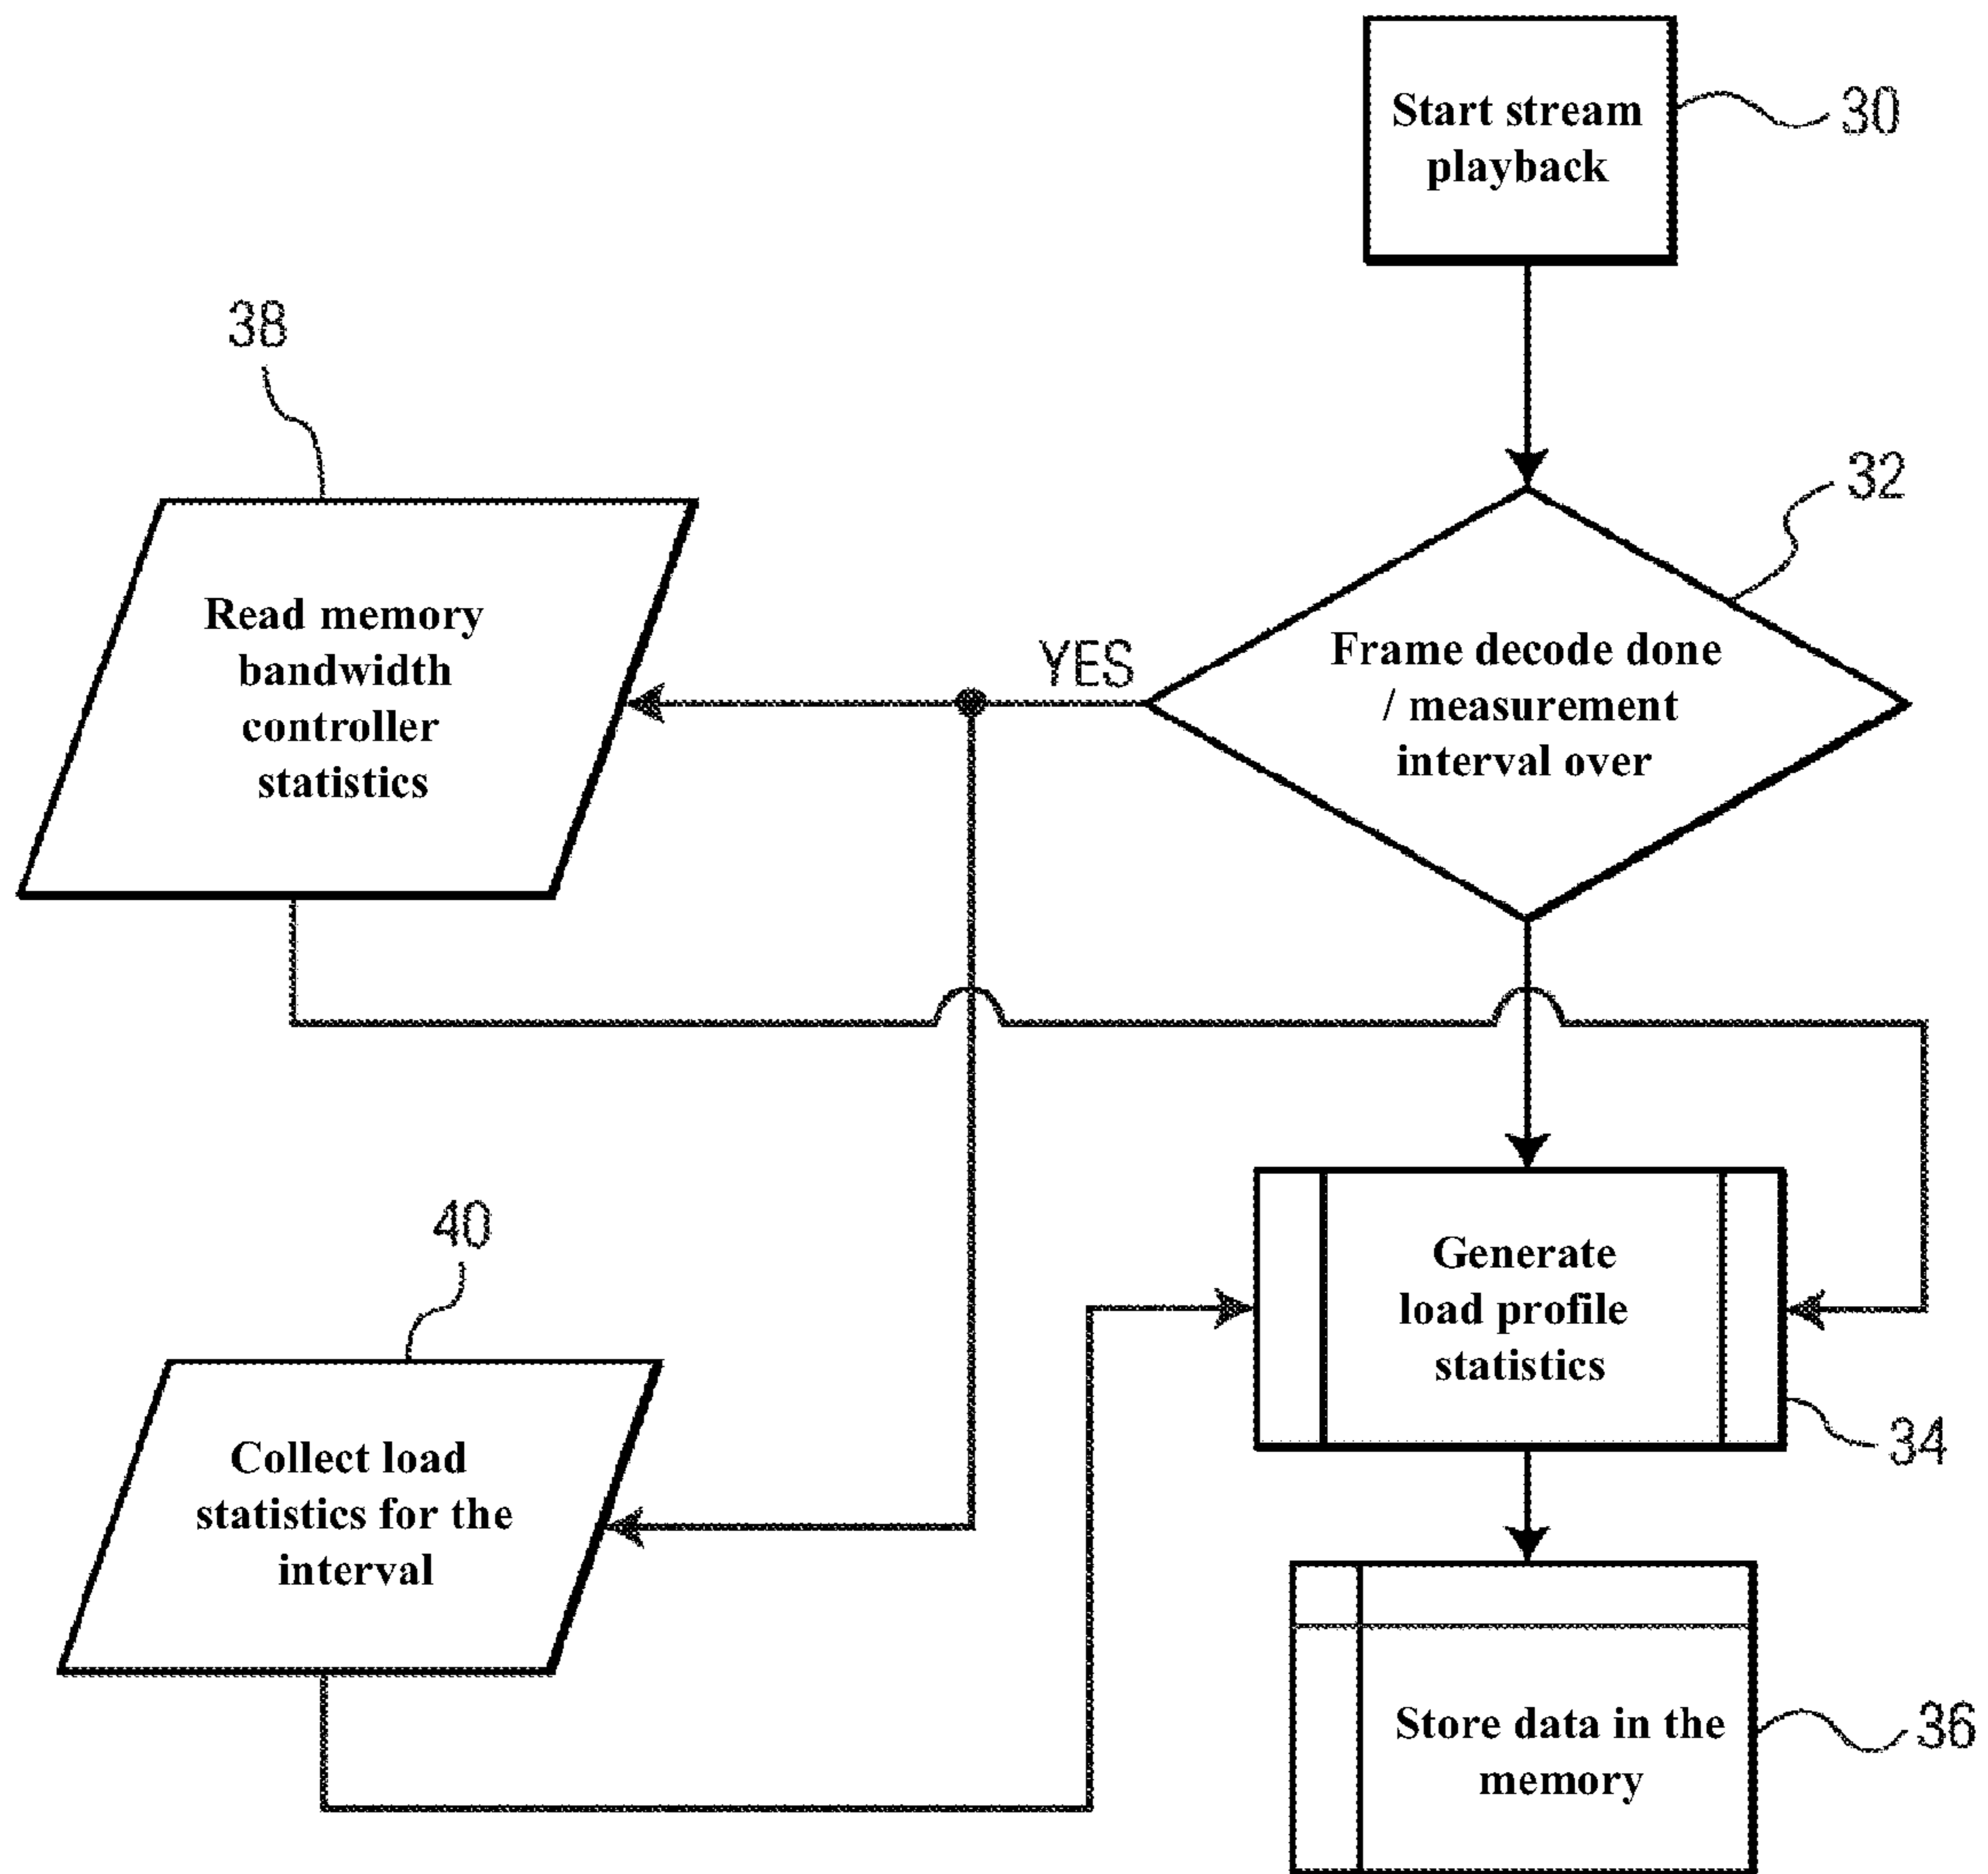 Start stream
playback
30
38
32
Read memory
bandwidth
controller
statistics
YES
Frame decode done
/ measurement
interval over
40
Generate
load profile
statistics
34
Collect load
statistics for the
interval
Store data in the
memory
36